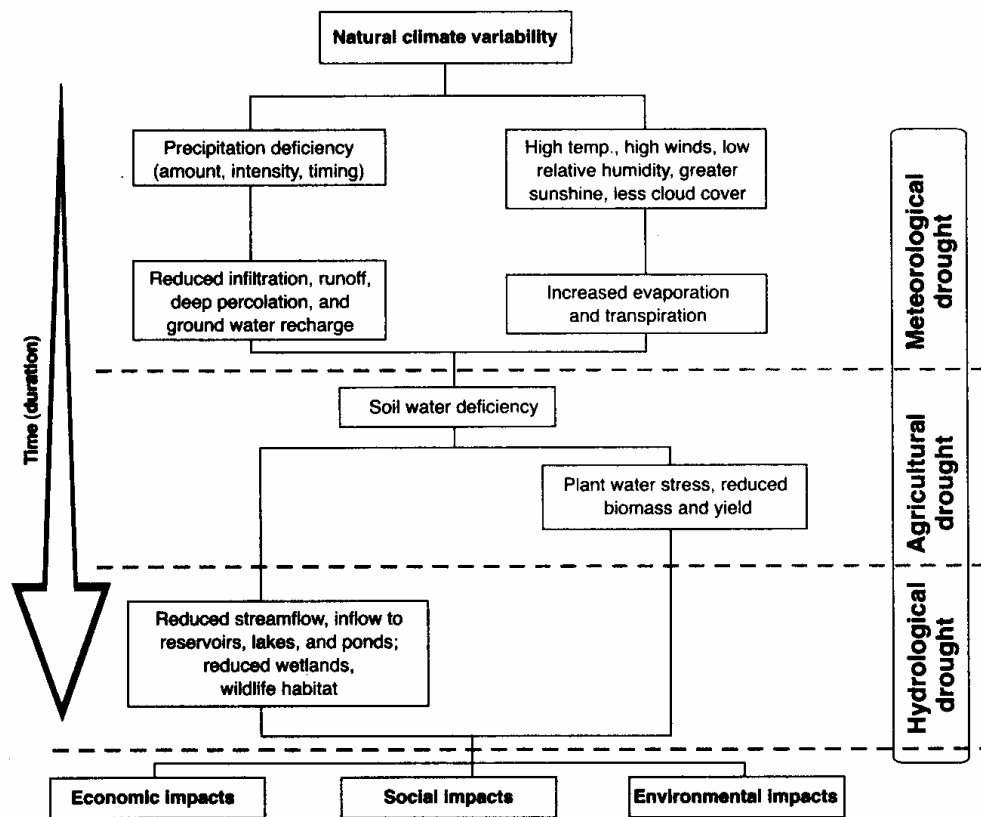 Natural climate variability
Precipitation deficiency
(amount, intensity, timing)
High temp., high winds, low
relative humidity, greater
sunshine, less cloud cover
Reduced infiltration, runoff,
deep percolation, and
ground water recharge
Increased evaporation
and transpiration
Meteorological
drought
Time (duration)
Soil water deficiency
Plant water stress, reduced
biomass and yield
Agricultural
drought
Reduced streamflow, inflow to
reservoirs, lakes, and ponds;
reduced wetlands,
wildlife habitat
Hydrological
drought
Economic impacts
Social impacts
Environmental impacts